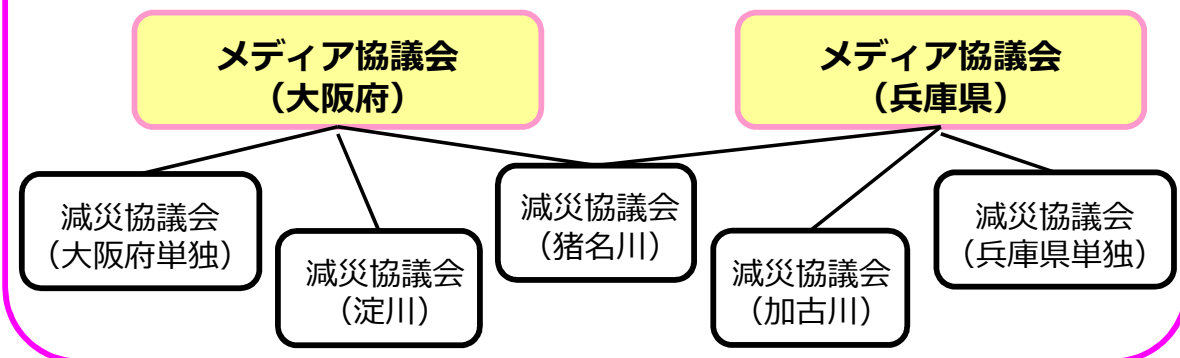 メディア協議会
（大阪府）
メディア協議会
（兵庫県）
減災協議会
（大阪府単独）
減災協議会
（淀川）
減災協議会
（猪名川）
減災協議会
（加古川）
減災協議会
（兵庫県単独）